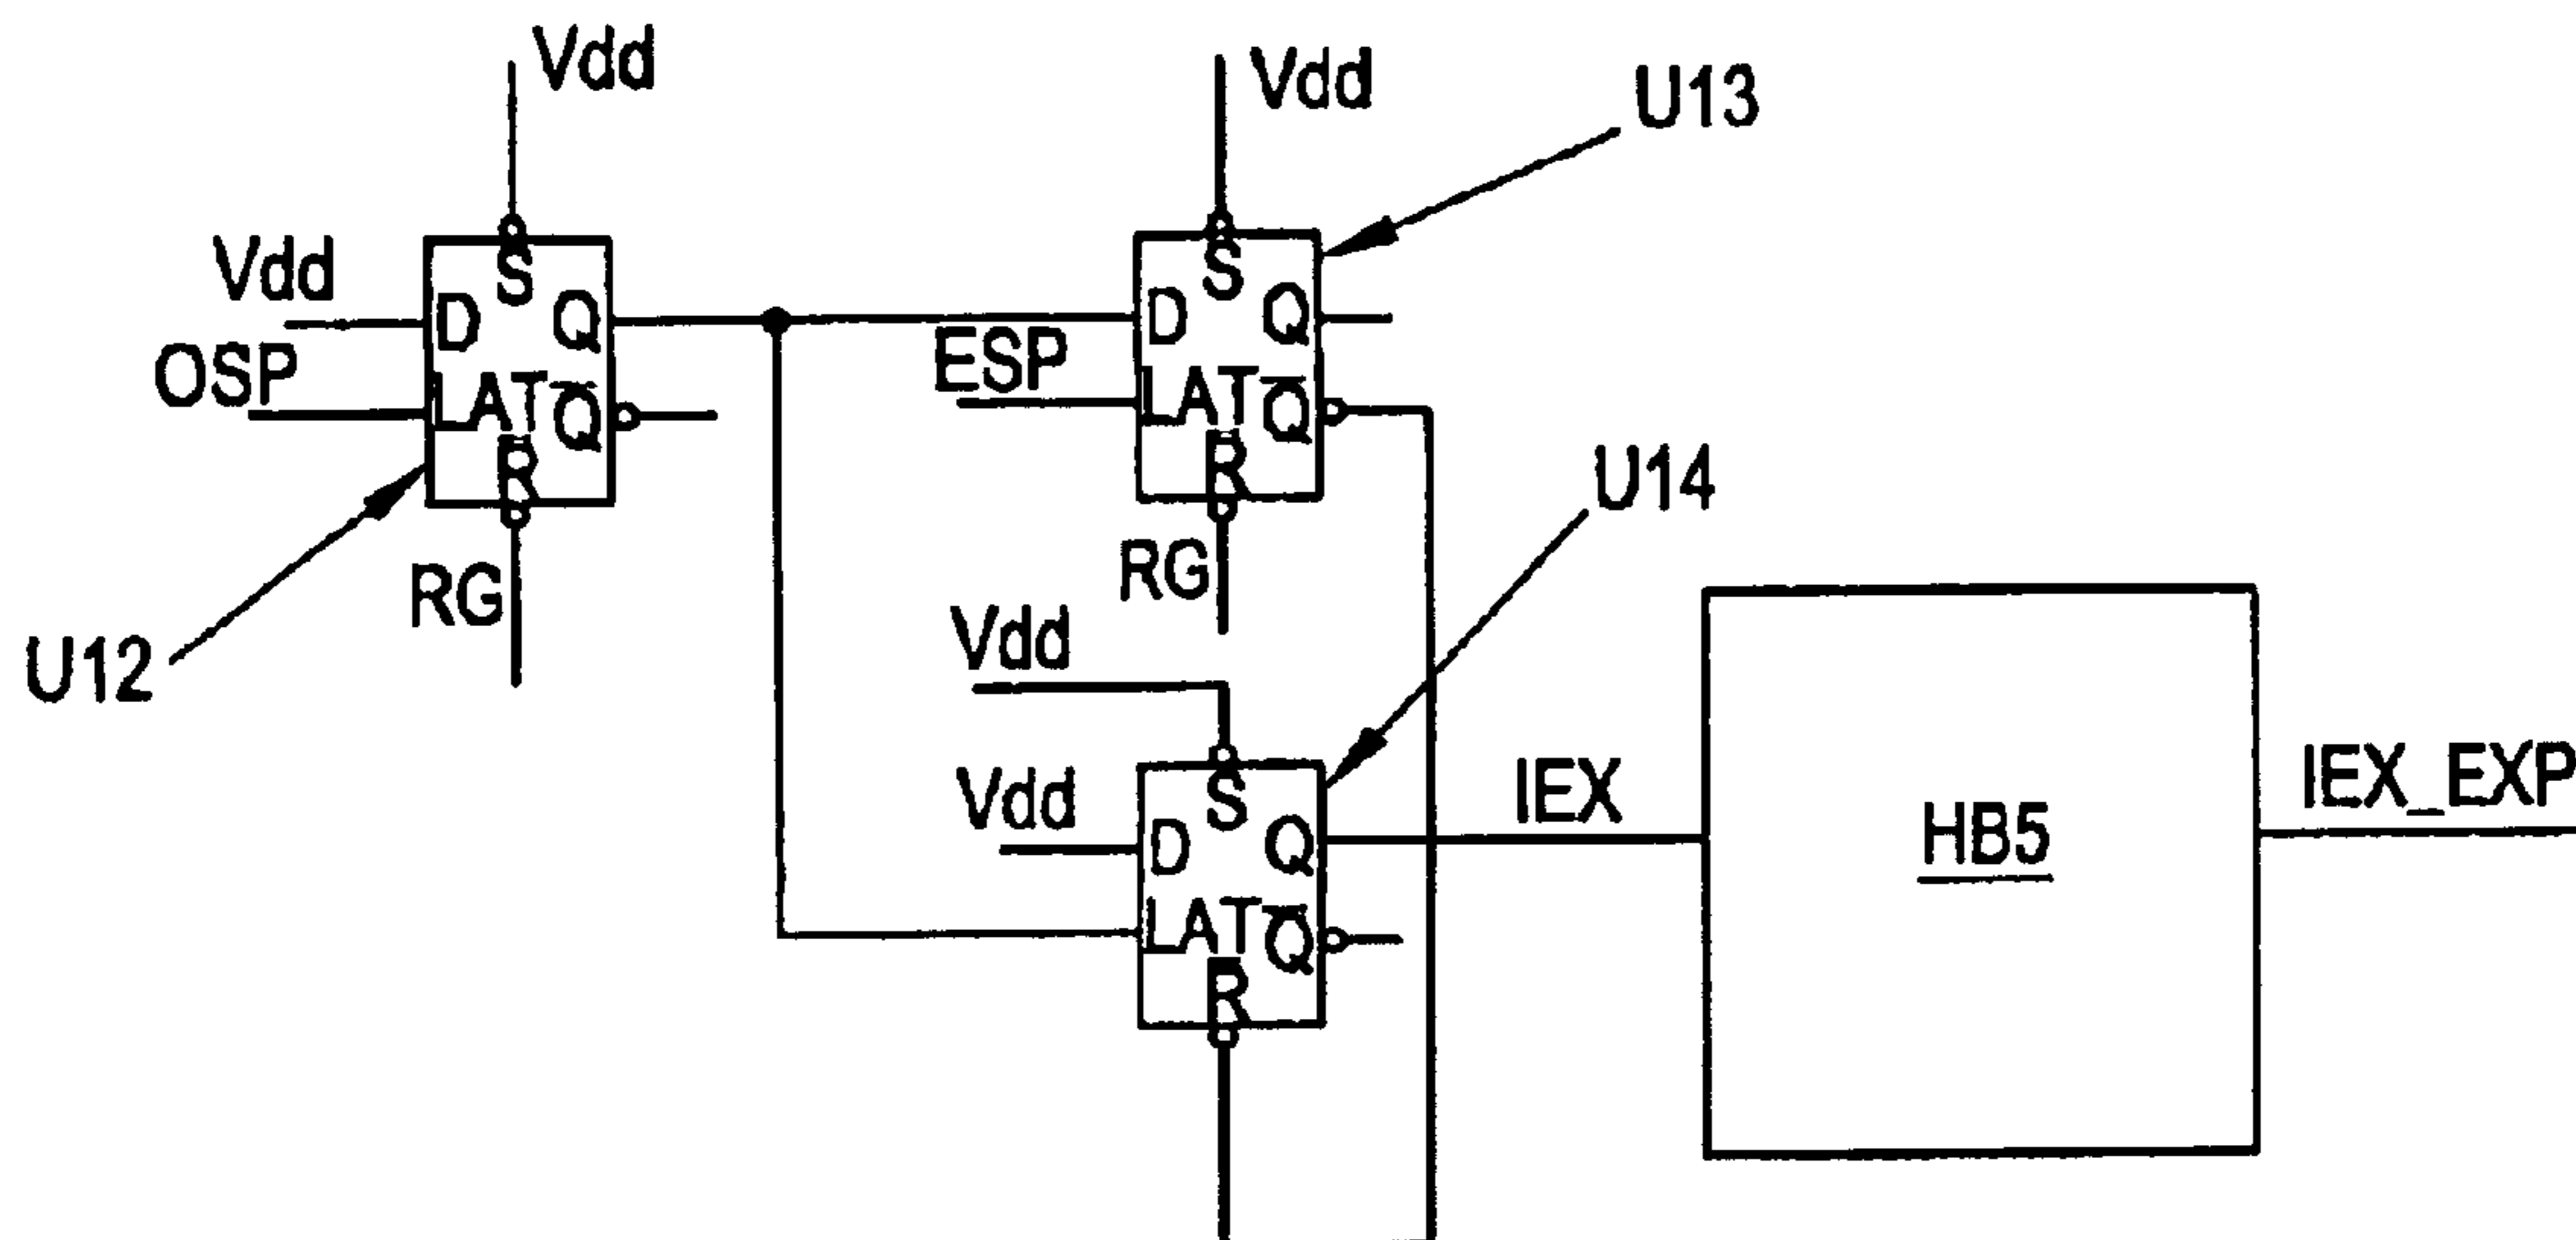 Vdd
Vdd
U13
Vdd
S
D
Q
OSP
LAT
Q̅
R̅
RG
U12
S
D
Q
ESP
LAT
Q̅
R̅
RG
U14
Vdd
Vdd
S
D
Q
LAT
Q̅
R̅
IEX
HB5
IEX_EXP